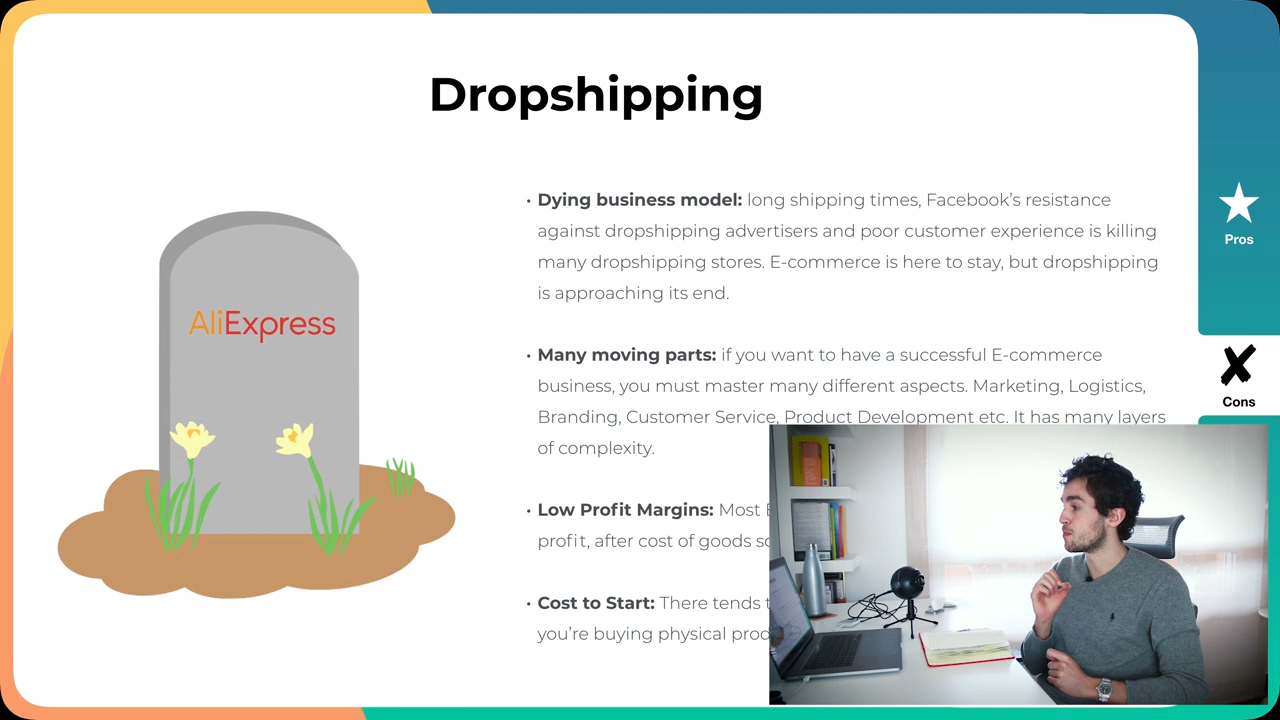 Dropshipping
• Dying business model: long shipping times, Facebook’s resistance
against dropshipping advertisers and poor customer experience is killing
many dropshipping stores. E-commerce is here to stay, but dropshipping
is approaching its end.
• Many moving parts: if you want to have a successful E-commerce
business, you must master many different aspects. Marketing, Logistics,
Branding, Customer Service, Product Development etc. It has many layers
of complexity.
• Low Profit Margins: Most
profit, after cost of goods
• Cost to Start: There tends
you’re buying physical
AliExpress
Pros
Cons